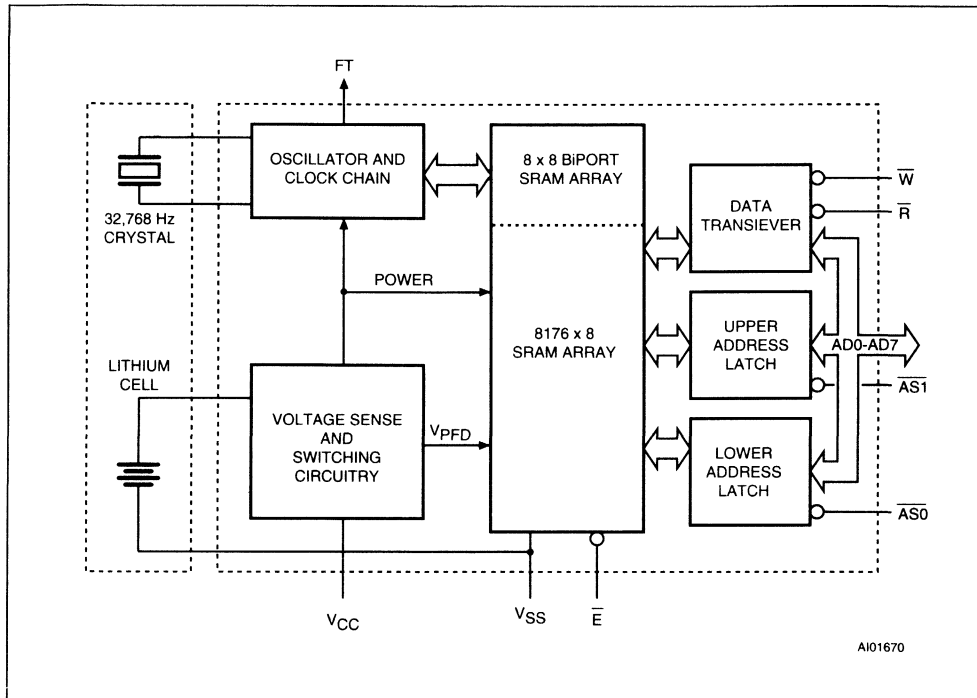 FT
OSCILLATOR AND
CLOCK CHAIN
8 x 8 BiPORT
SRAM ARRAY
32,768 Hz
CRYSTAL
DATA
TRANSIEVER
W̅
R̅
POWER
8176 x 8
SRAM ARRAY
UPPER
ADDRESS
LATCH
AD0-AD7
A̅S̅1̅
LITHIUM
CELL
VOLTAGE SENSE
AND
SWITCHING
CIRCUITRY
VPFD
LOWER
ADDRESS
LATCH
A̅S̅0̅
VCC
VSS
E̅
AI01670